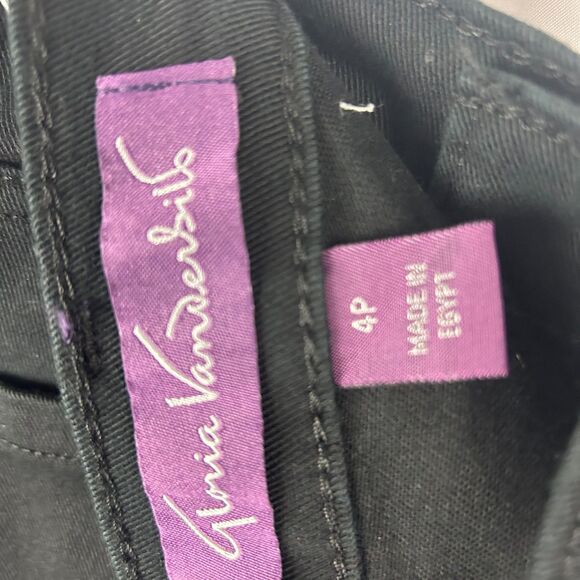 Gloria Vanderbilt
4P
MADE IN
EGYPT